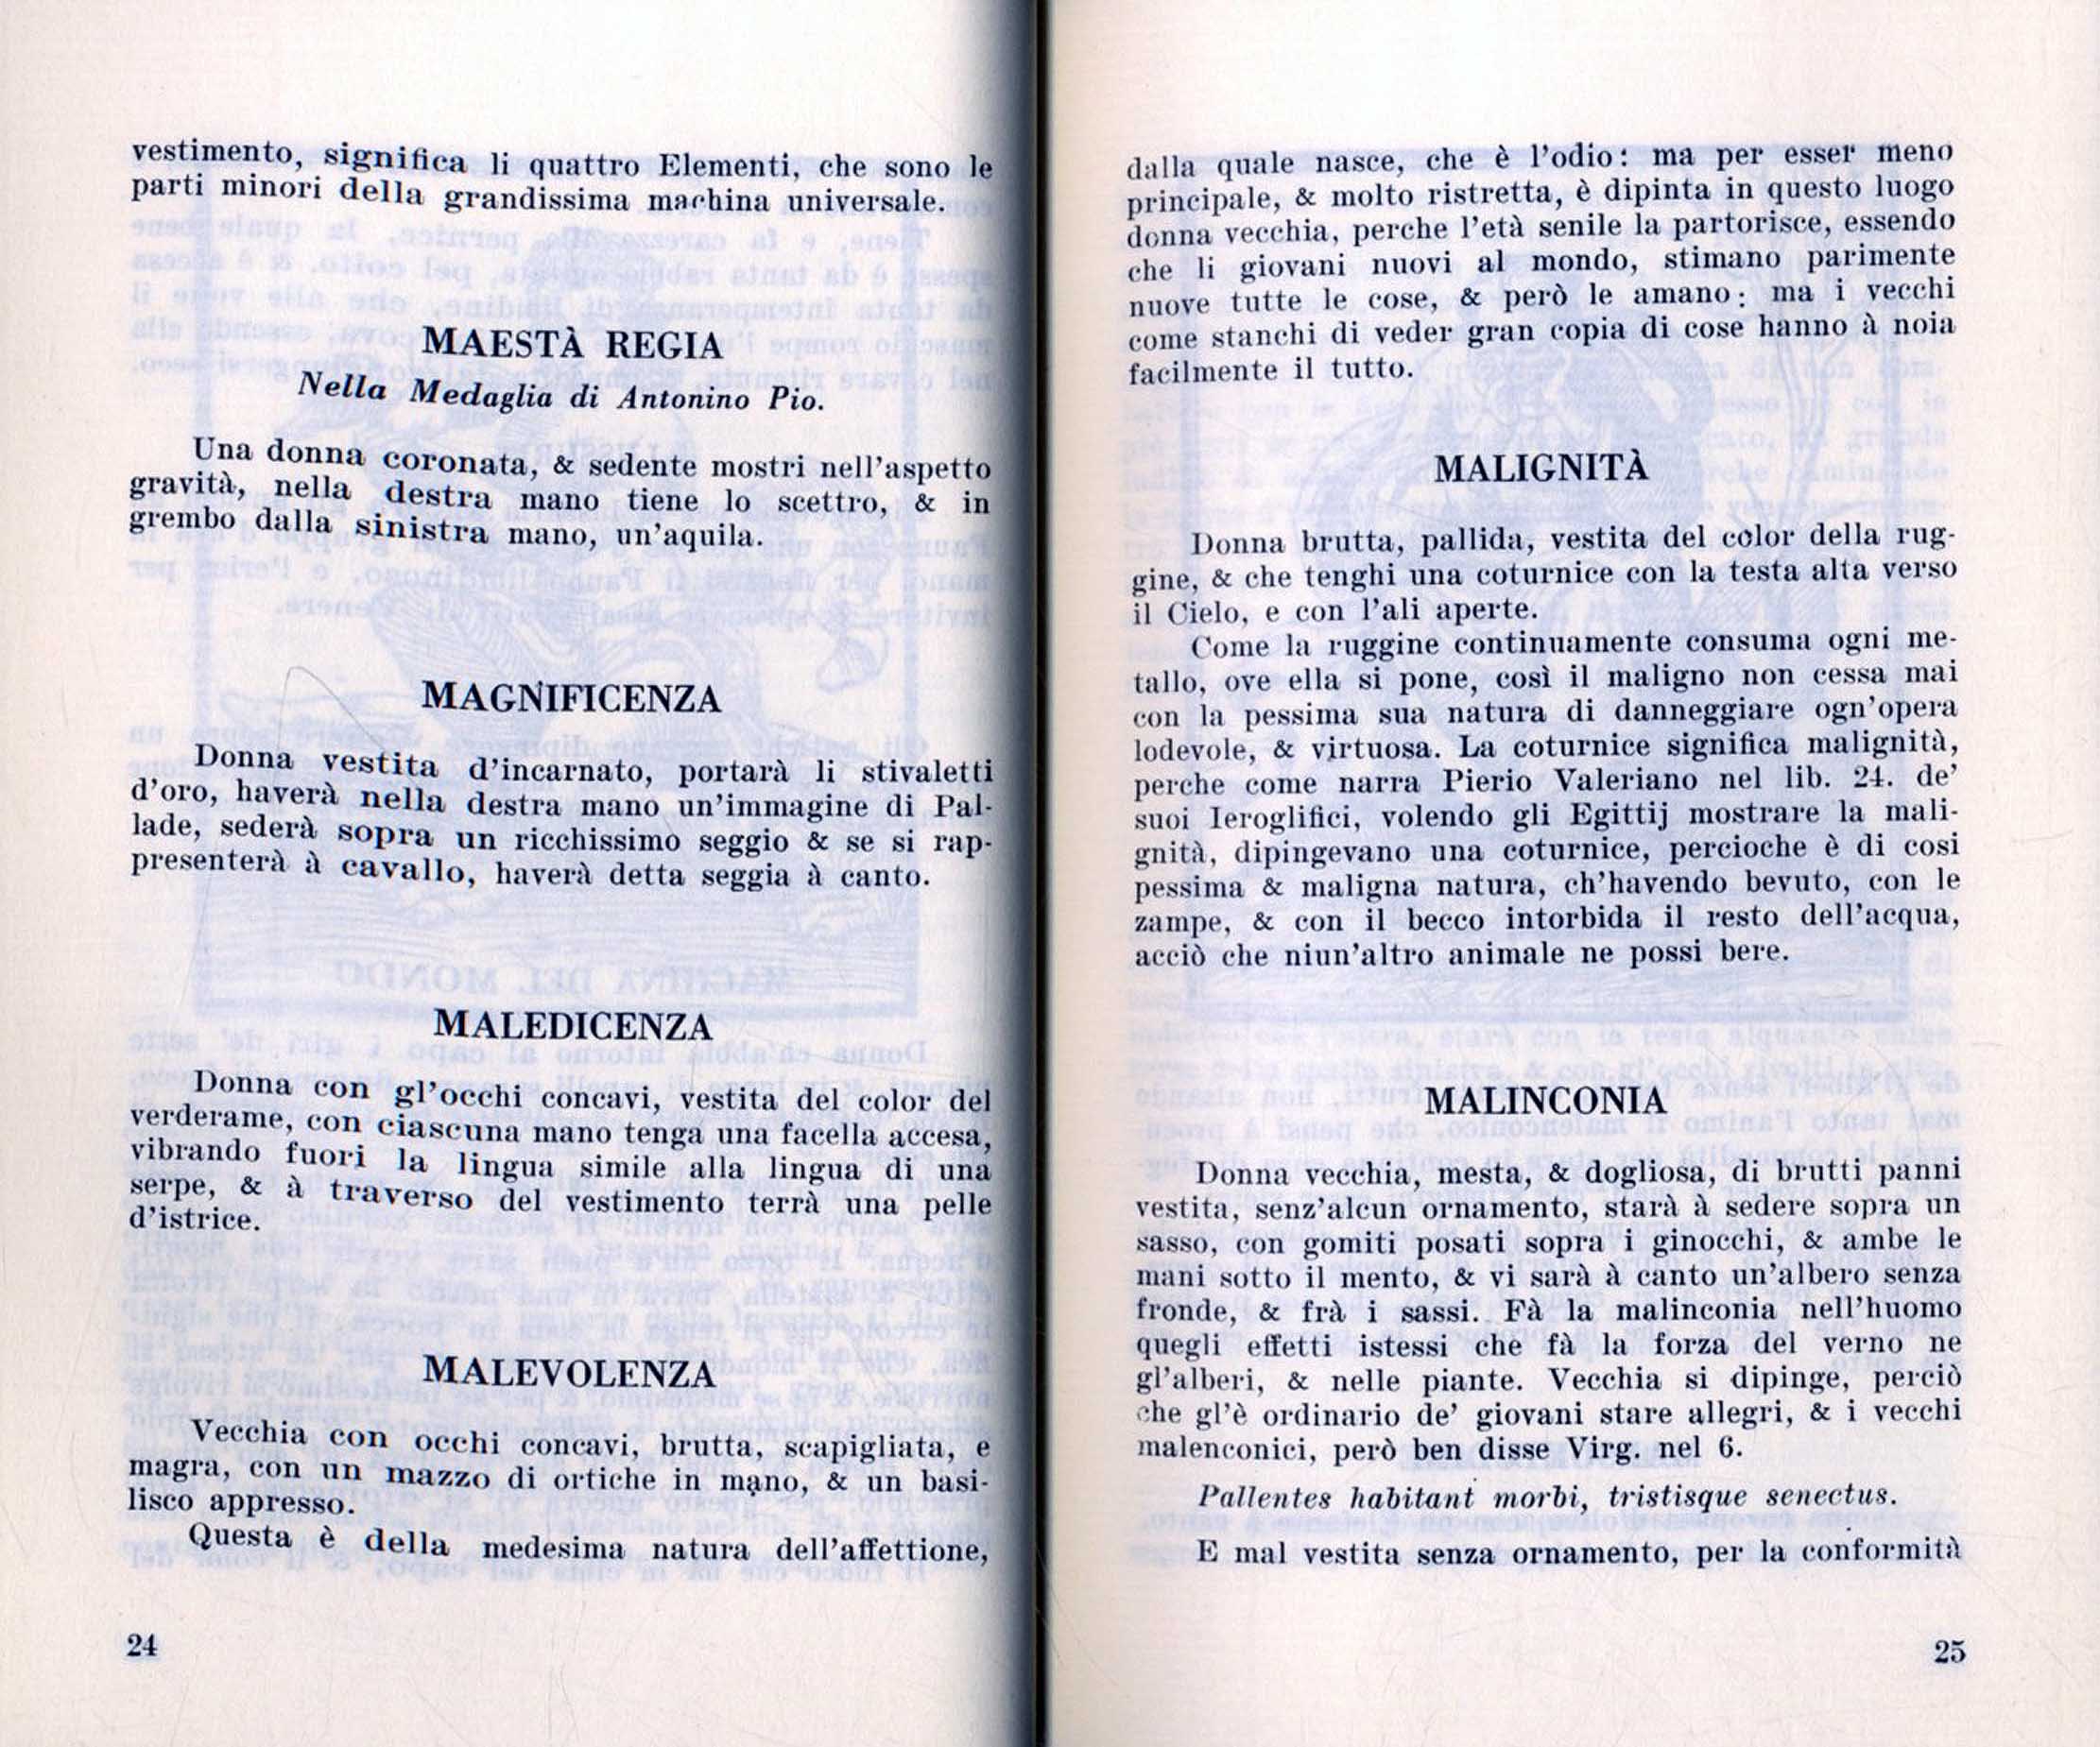 vestimento, significa li quattro Elementi, che sono le
parti minori della grandissima machina universale.
MAESTÀ REGIA
Nella Medaglia di Antonino Pio.
Una donna coronata, & sedente mostri nell'aspetto
gravità, nella destra mano tiene lo scettro, & in
grembo dalla sinistra mano, un'aquila.
MAGNIFICENZA
Donna vestita d'incarnato, portarà li stivaletti
d'oro, haverà nella destra mano un'immagine di Pal-
lade, sederà sopra un ricchissimo seggio & se si rap-
presenterà à cavallo, haverà detta seggia à canto.
MALEDICENZA
Donna con gl'occhi concavi, vestita del color del
verderame, con ciascuna mano tenga una facella accesa,
vibrando fuori la lingua simile alla lingua di una
serpe, & à traverso del vestimento terrà una pelle
d'istrice.
MALEVOLENZA
Vecchia con occhi concavi, brutta, scapigliata, e
magra, con un mazzo di ortiche in mano, & un basi-
lisco appresso.
Questa è della medesima natura dell'affettione,
24
dalla quale nasce, che è l'odio: ma per esser meno
principale, & molto ristretta, è dipinta in questo luogo
donna vecchia, perche l'età senile la partorisce, essendo
che li giovani nuovi al mondo, stimano parimente
nuove tutte le cose, & però le amano: ma i vecchi
come stanchi di veder gran copia di cose hanno à noia
facilmente il tutto.
MALIGNITÀ
Donna brutta, pallida, vestita del color della rug-
gine, & che tenghi una coturnice con la testa alta verso
il Cielo, e con l'ali aperte.
Come la ruggine continuamente consuma ogni me-
tallo, ove ella si pone, così il maligno non cessa mai
con la pessima sua natura di danneggiare ogn'opera
lodevole, & virtuosa. La coturnice significa malignità,
perche come narra Pierio Valeriano nel lib. 24. de'
suoi Ieroglifici, volendo gli Egittij mostrare la mali-
gnità, dipingevano una coturnice, percioche è di cosi
pessima & maligna natura, ch'havendo bevuto, con le
zampe, & con il becco intorbida il resto dell'acqua,
acciò che niun'altro animale ne possi bere.
MALINCONIA
Donna vecchia, mesta, & dogliosa, di brutti panni
vestita, senz'alcun ornamento, starà à sedere sopra un
sasso, con gomiti posati sopra i ginocchi, & ambe le
mani sotto il mento, & vi sarà à canto un'albero senza
fronde, & frà i sassi. Fà la malinconia nell'huomo
quegli effetti istessi che fà la forza del verno ne
gl'alberi, & nelle piante. Vecchia si dipinge, perciò
che gl'è ordinario de' giovani stare allegri, & i vecchi
malenconici, però ben disse Virg. nel 6.
Pallentes habitant morbi, tristisque senectus.
E mal vestita senza ornamento, per la conformità
25